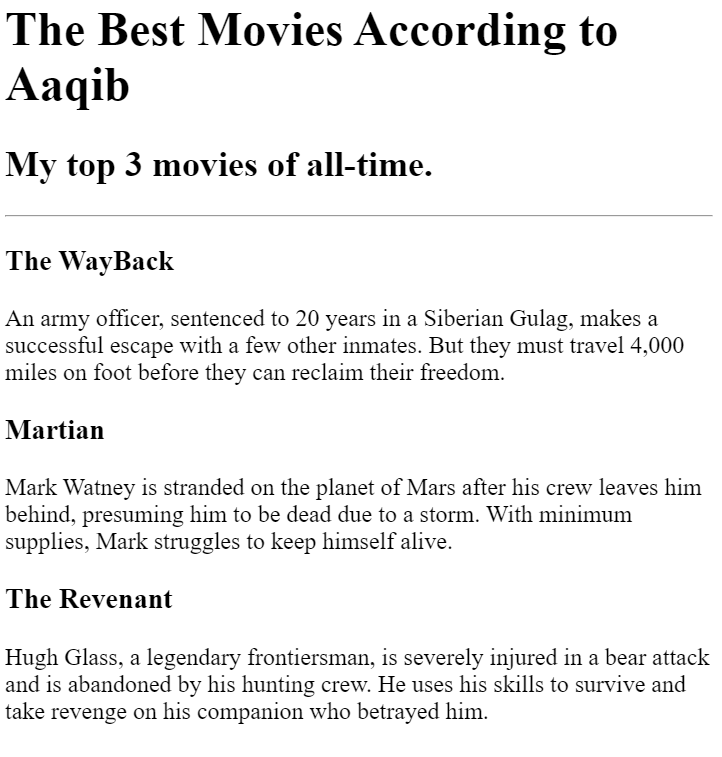 The Best Movies According to
Aaqib
My top 3 movies of all-time.
The WayBack
An army officer, sentenced to 20 years in a Siberian Gulag, makes a
successful escape with a few other inmates. But they must travel 4,000
miles on foot before they can reclaim their freedom.
Martian
Mark Watney is stranded on the planet of Mars after his crew leaves him
behind, presuming him to be dead due to a storm. With minimum
supplies, Mark struggles to keep himself alive.
The Revenant
Hugh Glass, a legendary frontiersman, is severely injured in a bear attack
and is abandoned by his hunting crew. He uses his skills to survive and
take revenge on his companion who betrayed him.